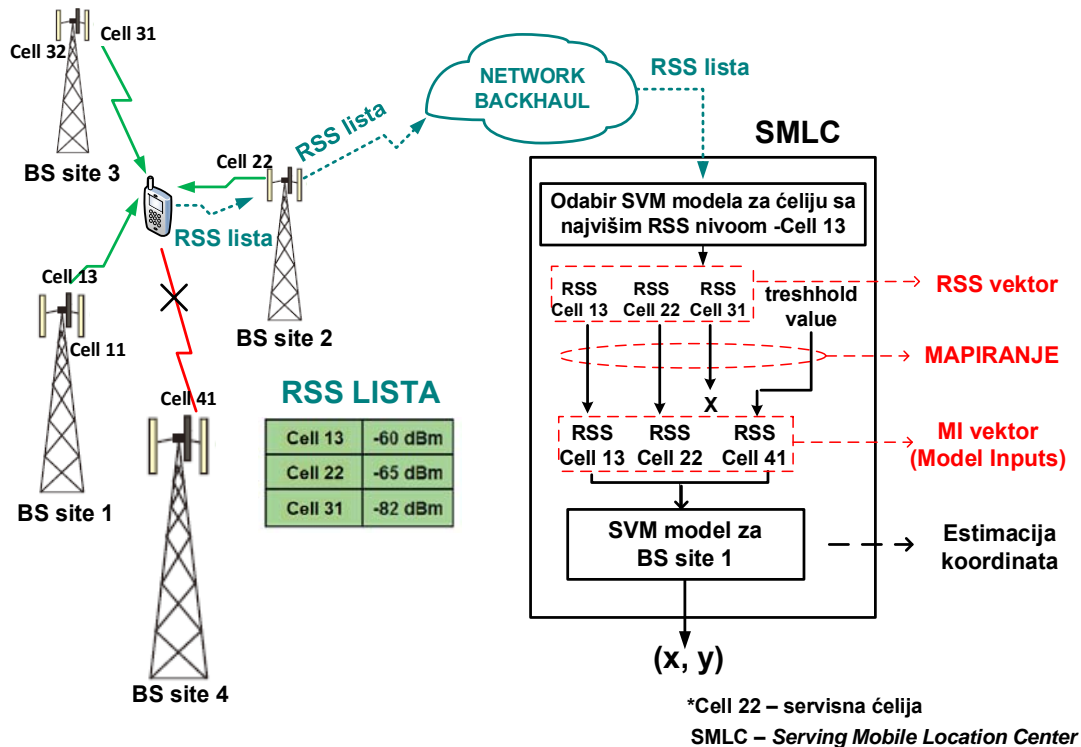 Cell 31
Cell 32
BS site 3
Cell 22
RSS lista
RSS lista
NETWORK
BACKHAUL
RSS lista
Cell 13
Cell 11
BS site 1
BS site 2
Cell 41
BS site 4
RSS LISTA
Cell 13 -60 dBm
Cell 22 -65 dBm
Cell 31 -82 dBm
SMLC
Odabir SVM modela za ćeliju sa
najvišim RSS nivoom -Cell 13
RSS RSS RSS
Cell 13 Cell 22 Cell 31
treshhold
value
RSS vektor
MAPIRANJE
X
RSS RSS RSS
Cell 13 Cell 22 Cell 41
MI vektor
(Model Inputs)
SVM model za
BS site 1
Estimacija
koordinata
(x, y)
*Cell 22 – servisna ćelija
SMLC – Serving Mobile Location Center